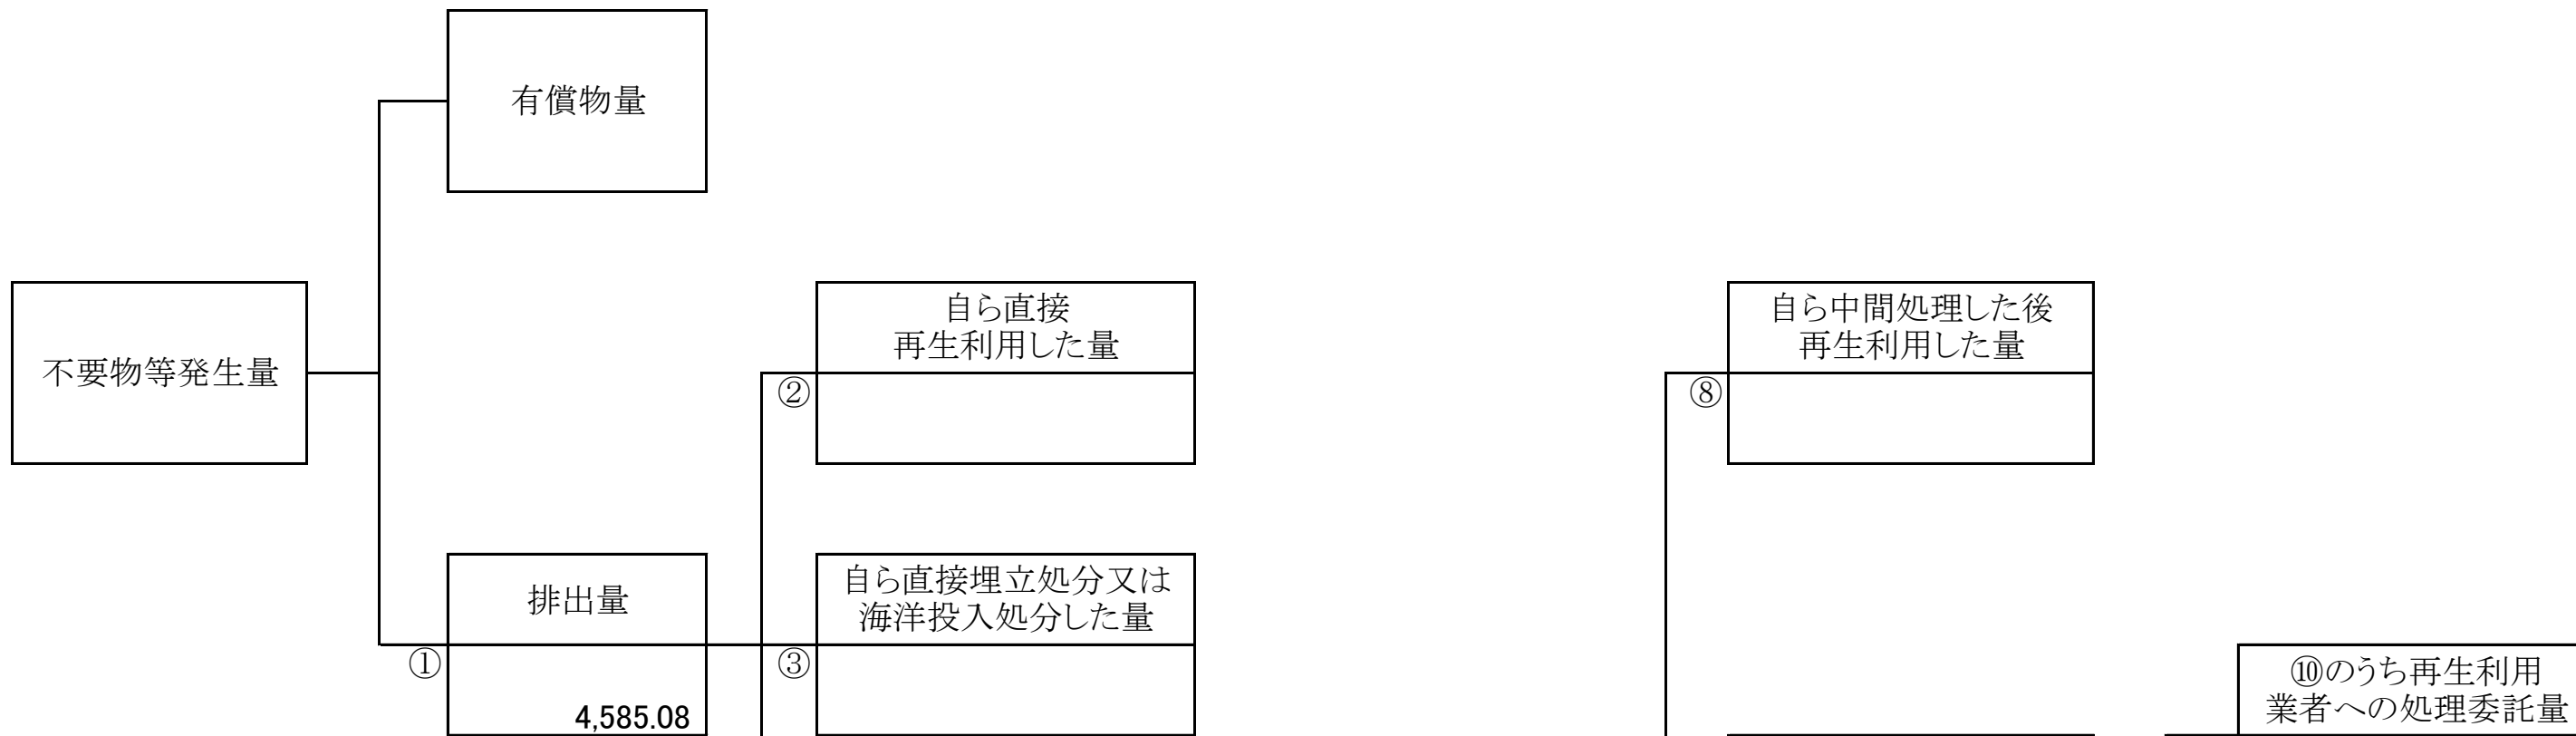 有償物量
不要物等発生量
自ら直接
再生利用した量
②
自ら中間処理した後
再生利用した量
⑧
排出量
①
4,585.08
自ら直接埋立処分又は
海洋投入処分した量
③
⑩のうち再生利用
業者への処理委託量